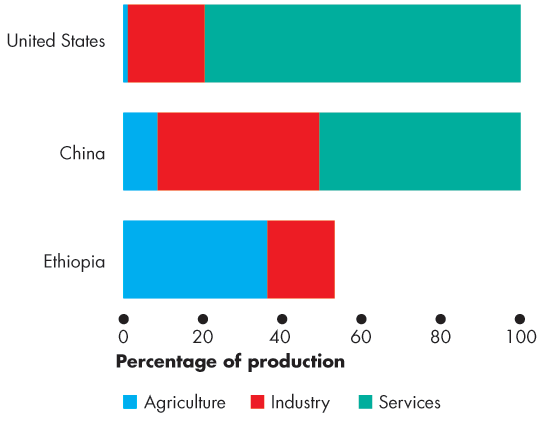 United States
China
Ethiopia
0 20 40 60 80 100
Percentage of production
Agriculture Industry Services